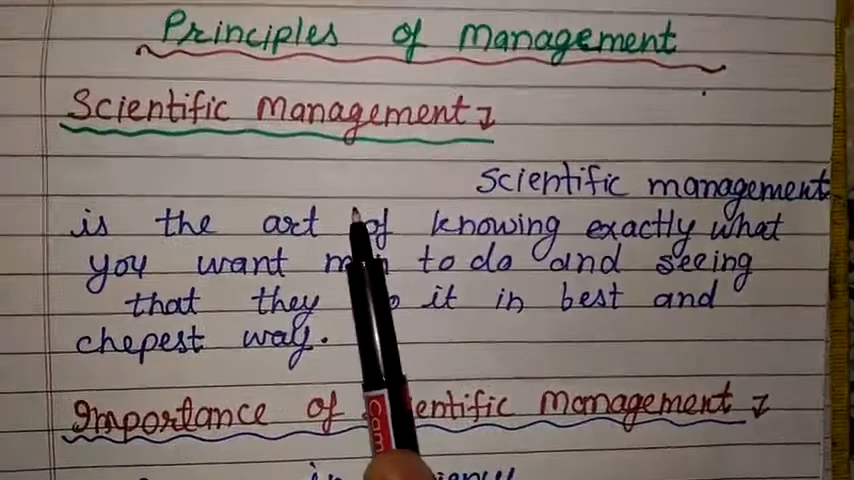 Principles of management
Scientific management
Scientific management
is the art of knowing exactly what
you want to do and seeing
that they it in best and
chepest way.
Importance of management
Cam